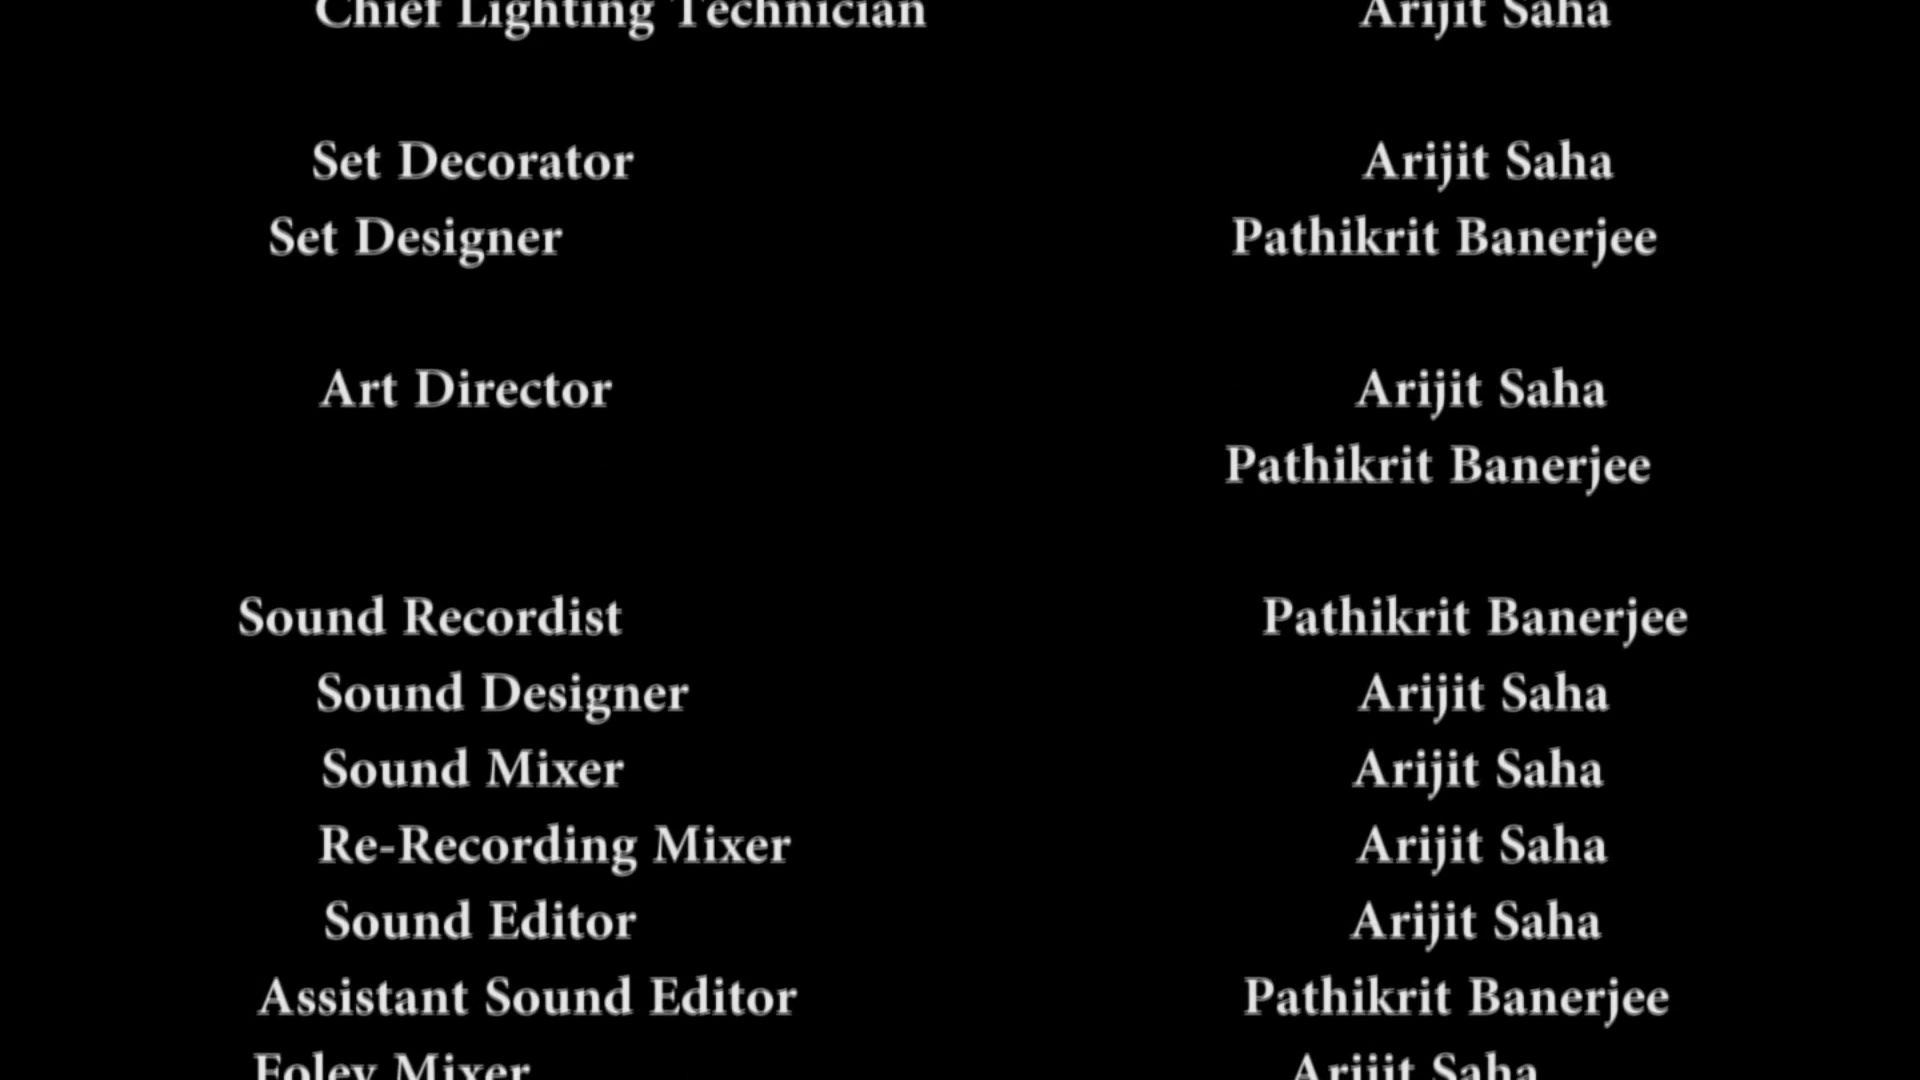 Chief Lighting Technician Arijit Saha
Set Decorator Arijit Saha
Set Designer Pathikrit Banerjee
Art Director Arijit Saha
Pathikrit Banerjee
Sound Recordist Pathikrit Banerjee
Sound Designer Arijit Saha
Sound Mixer Arijit Saha
Re-Recording Mixer Arijit Saha
Sound Editor Arijit Saha
Assistant Sound Editor Pathikrit Banerjee
Foley Mixer Arijit Saha